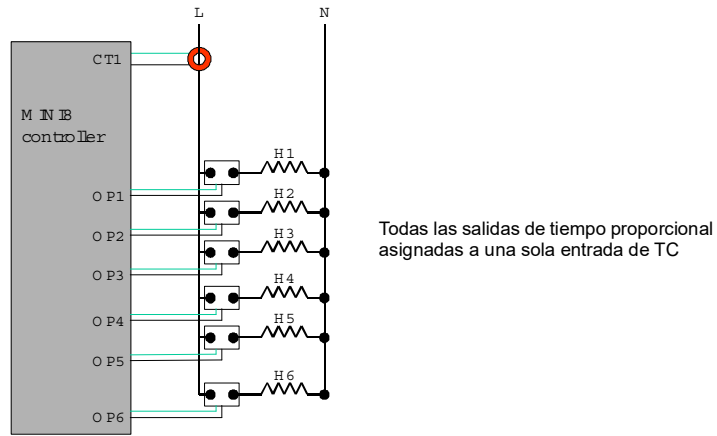 L N
CT1
MINI8
controller
H1
OP1
H2
OP2
H3
OP3
H4
OP4
H5
OP5
H6
OP6
Todas las salidas de tiempo proporcional
asignadas a una sola entrada de TC